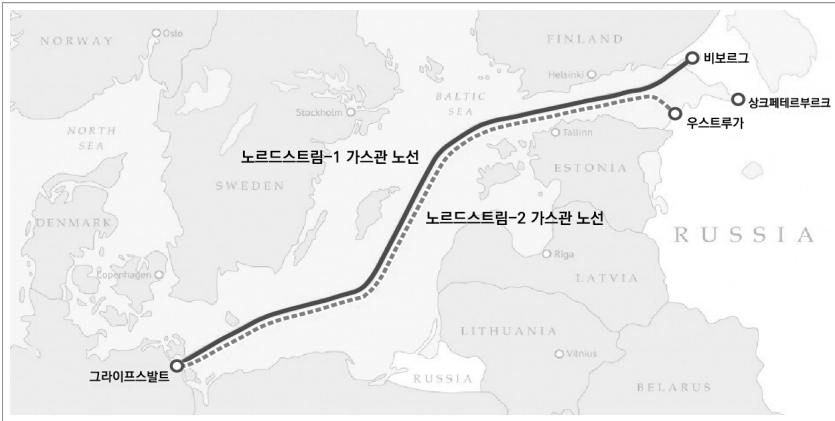 NORWAY
Oslo
FINLAND
비보르그
Helsinki
상크페테르부르크
BALTIC
SEA
Stockholm
우스트루가
NORTH
SEA
Tallinn
노르드스트림-1 가스관 노선
ESTONIA
SWEDEN
노르드스트림-2 가스관 노선
DENMARK
RUSSIA
Riga
Copenhagen
LATVIA
LITHUANIA
Vilnius
그라이프스발트
RUSSIA
BELARUS